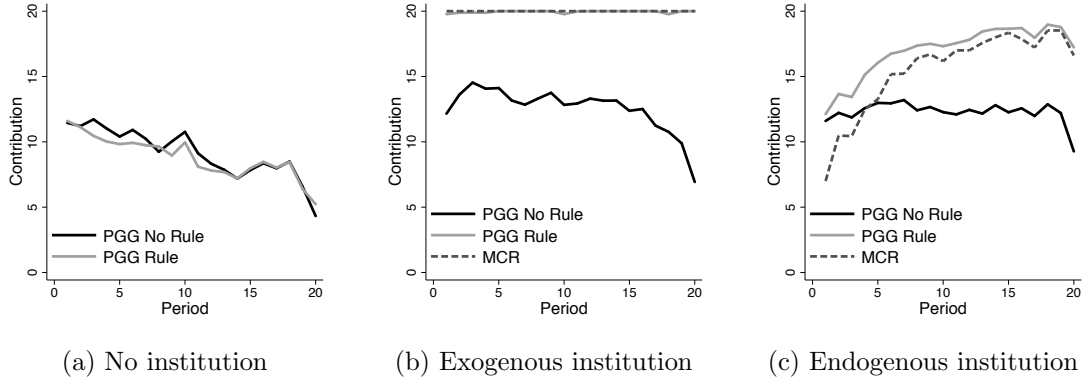 Contribution
20
15
10
5
0
PGG No Rule
PGG Rule
0 5 10 15 20
Period
(a) No institution
Contribution
20
15
10
5
0
PGG No Rule
PGG Rule
MCR
0 5 10 15 20
Period
(b) Exogenous institution
Contribution
20
15
10
5
0
PGG No Rule
PGG Rule
MCR
0 5 10 15 20
Period
(c) Endogenous institution